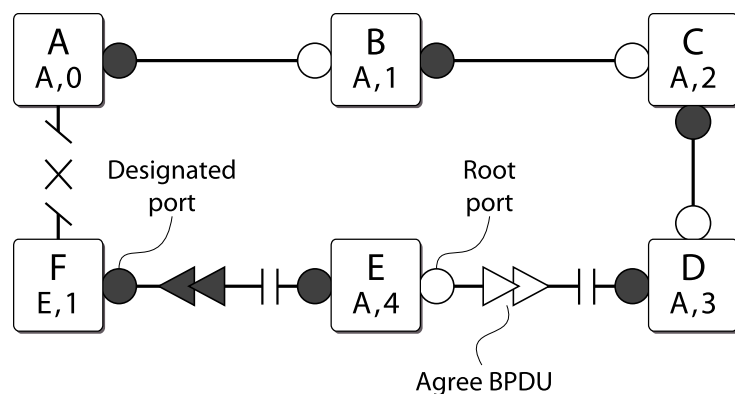 A
A,0
B
A,1
C
A,2
Designated
port
Root
port
F
E,1
E
A,4
D
A,3
Agree BPDU